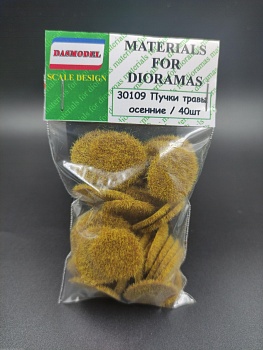 DASMODEL
SCALE DESIGN
MATERIALS
FOR
DIORAMAS
30109 Пучки травы
осенние / 40шт